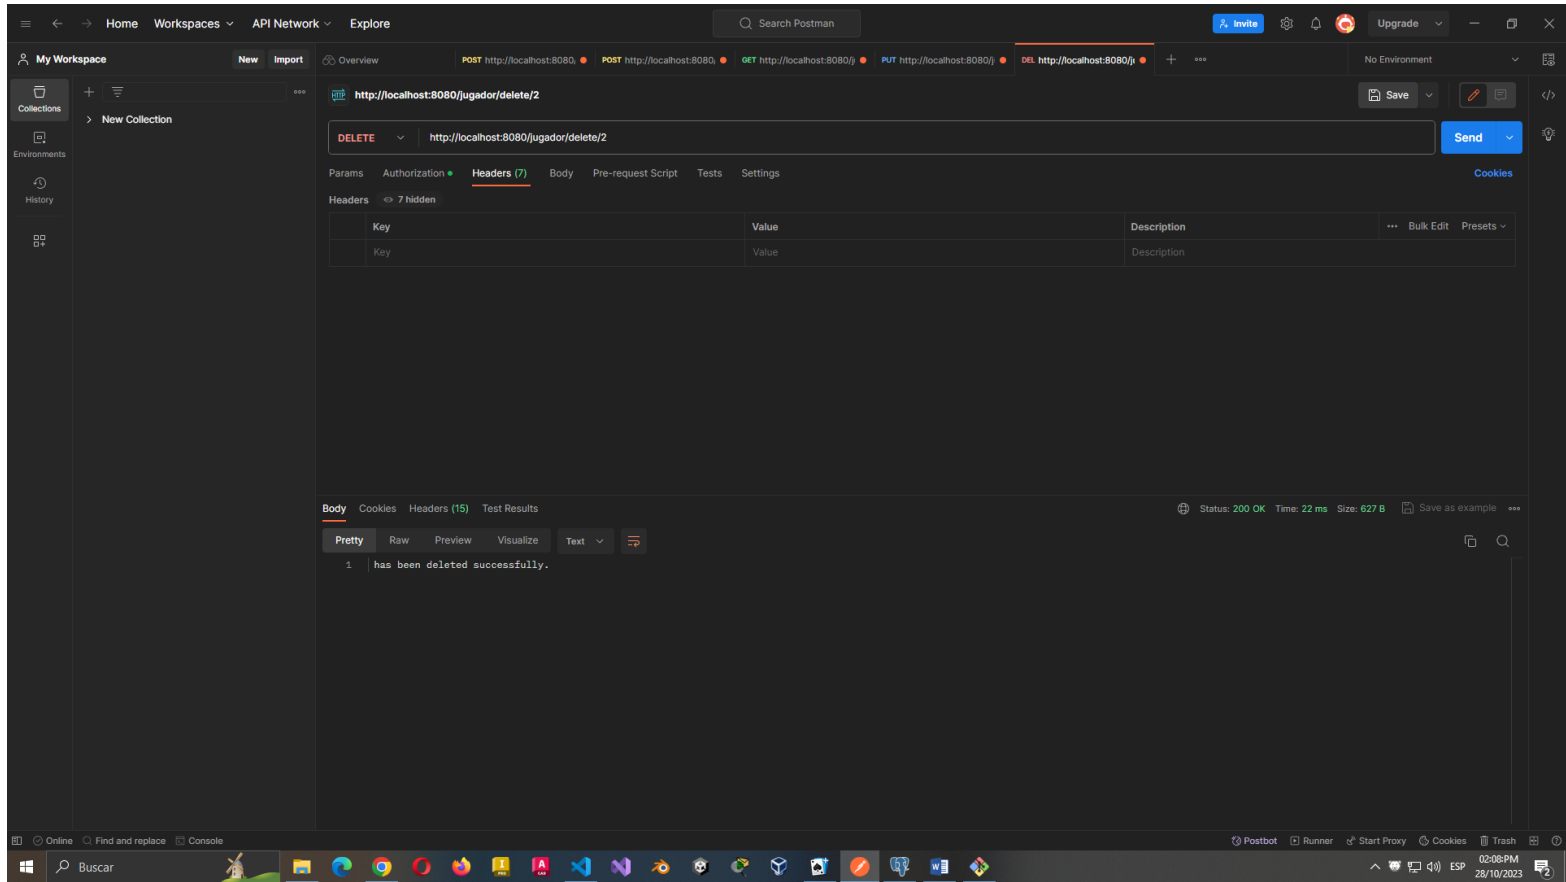 Home Workspaces API Network Explore Search Postman Invite Upgrade
My Workspace New Import Overview POST http://localhost:8080, POST http://localhost:8080, GET http://localhost:8080/j PUT http://localhost:8080/j DEL http://localhost:8080/ju No Environment
Collections
Environments
History
New Collection
HTTP http://localhost:8080/jugador/delete/2 Save
DELETE http://localhost:8080/jugador/delete/2 Send
Params Authorization Headers (7) Body Pre-request Script Tests Settings Cookies
Headers 7 hidden
Key Value Description Bulk Edit Presets
Key Value Description
Body Cookies Headers (15) Test Results Status: 200 OK Time: 22 ms Size: 627 B Save as example
Pretty Raw Preview Visualize Text
1 has been deleted successfully.
Online Find and replace Console Postbot Runner Start Proxy Cookies Trash
Buscar ESP 02:08:PM
28/10/2023